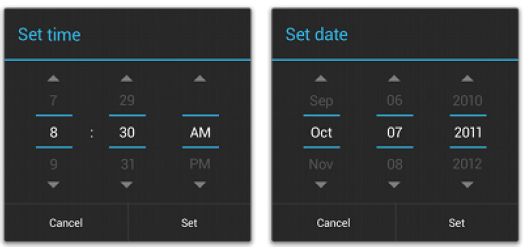 Set time
7 29
8 : 30 AM
9 31 PM
Cancel Set
Set date
Sep 06 2010
Oct 07 2011
Nov 08 2012
Cancel Set